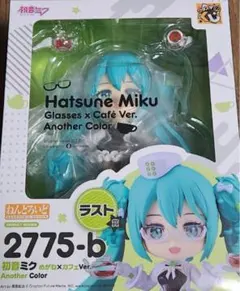 初音ミク
Hatsune Miku
Glasses × Café Ver.
Another Color
ねんどろいど
ラスト
2775-b
初音ミク めがね×カフェVer.
Another Color